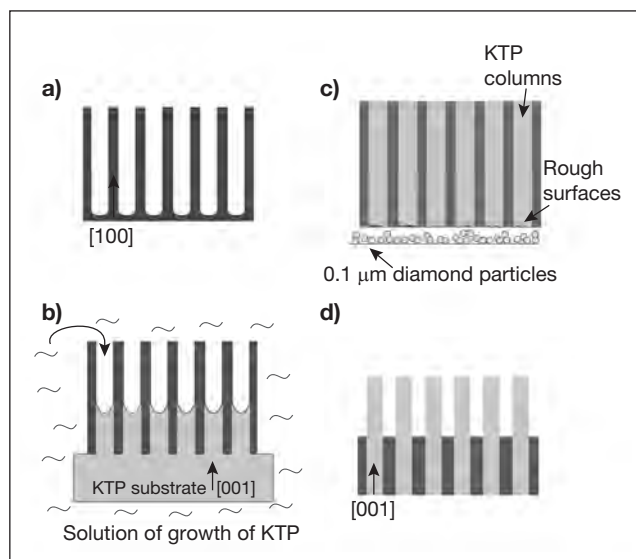 a)
[100]
c)
KTP
columns
Rough
surfaces
0.1 µm diamond particles
b)
KTP substrate [001]
Solution of growth of KTP
d)
[001]